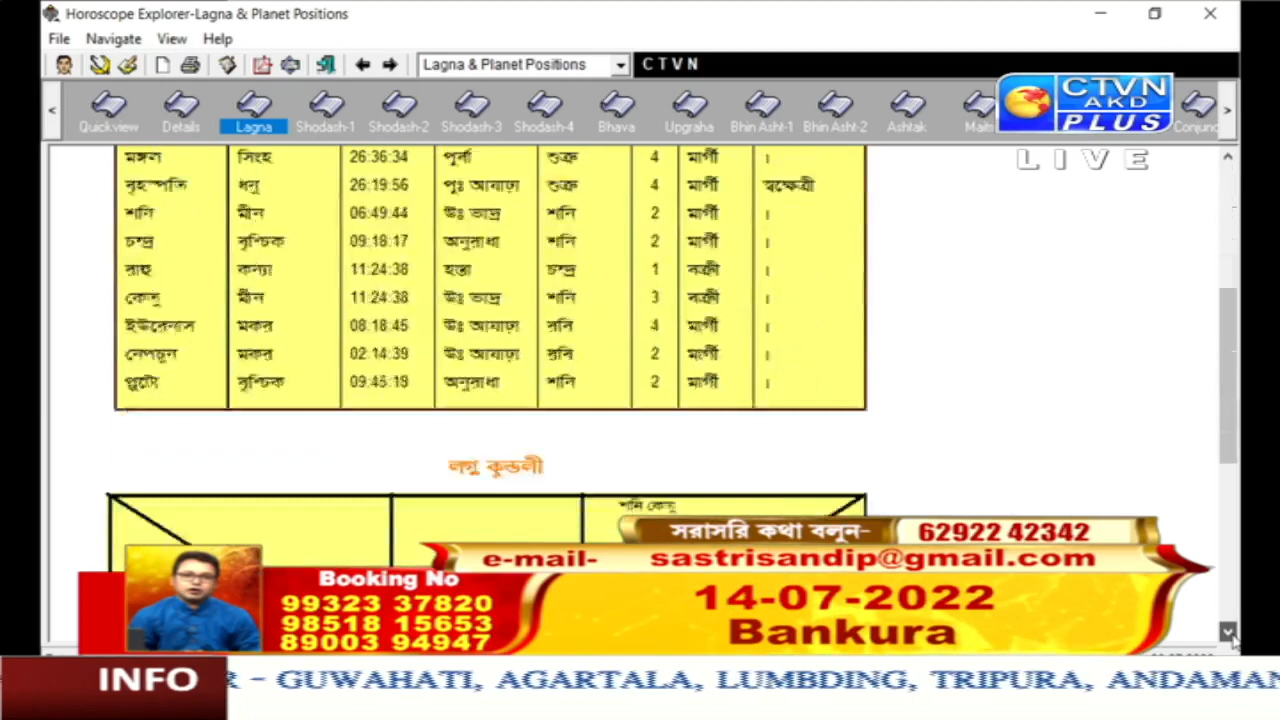 Horoscope Explorer-Lagna & Planet Positions
File Navigate View Help
Lagna & Planet Positions CTVN
Quickview Details Lagna Shodash-1 Shodash-2 Shodash-3 Shodash-4 Bhava Upgraha Bhin Asht-1 Bhin Asht-2 Ashtak
CTVN
AKD
PLUS
LIVE
মঙ্গল সিংহ 26:36:34 পূর্বা শুক্র 4 মার্গী ।
বৃহস্পতি ধনু 26:19:56 পূঃ আষাঢ়া শুক্র 4 মার্গী স্বক্ষেত্রী
শনি মীন 06:49:44 উঃ ভাদ্র শনি 2 মার্গী ।
চন্দ্র বৃশ্চিক 09:18:17 অনুরাধা শনি 2 মার্গী ।
রাহু কন্যা 11:24:38 হস্তা চন্দ্র 1 বক্রী ।
কেতু মীন 11:24:38 উঃ ভাদ্র শনি 3 বক্রী ।
ইউরেনাস মকর 08:18:45 উঃ আষাঢ়া রবি 4 মার্গী ।
নেপচুন মকর 02:14:39 উঃ আষাঢ়া রবি 2 মার্গী ।
প্লুটো বৃশ্চিক 09:45:19 অনুরাধা শনি 2 মার্গী ।
লগ্ন কুন্ডলী
শনি কেতু
সরাসরি কথা বলুন- 62922 42342
e-mail- sastrisandip@gmail.com
Booking No
99323 37820
98518 15653
89003 94947
14-07-2022
Bankura
INFO R - GUWAHATI, AGARTALA, LUMBDING, TRIPURA, ANDAMAN